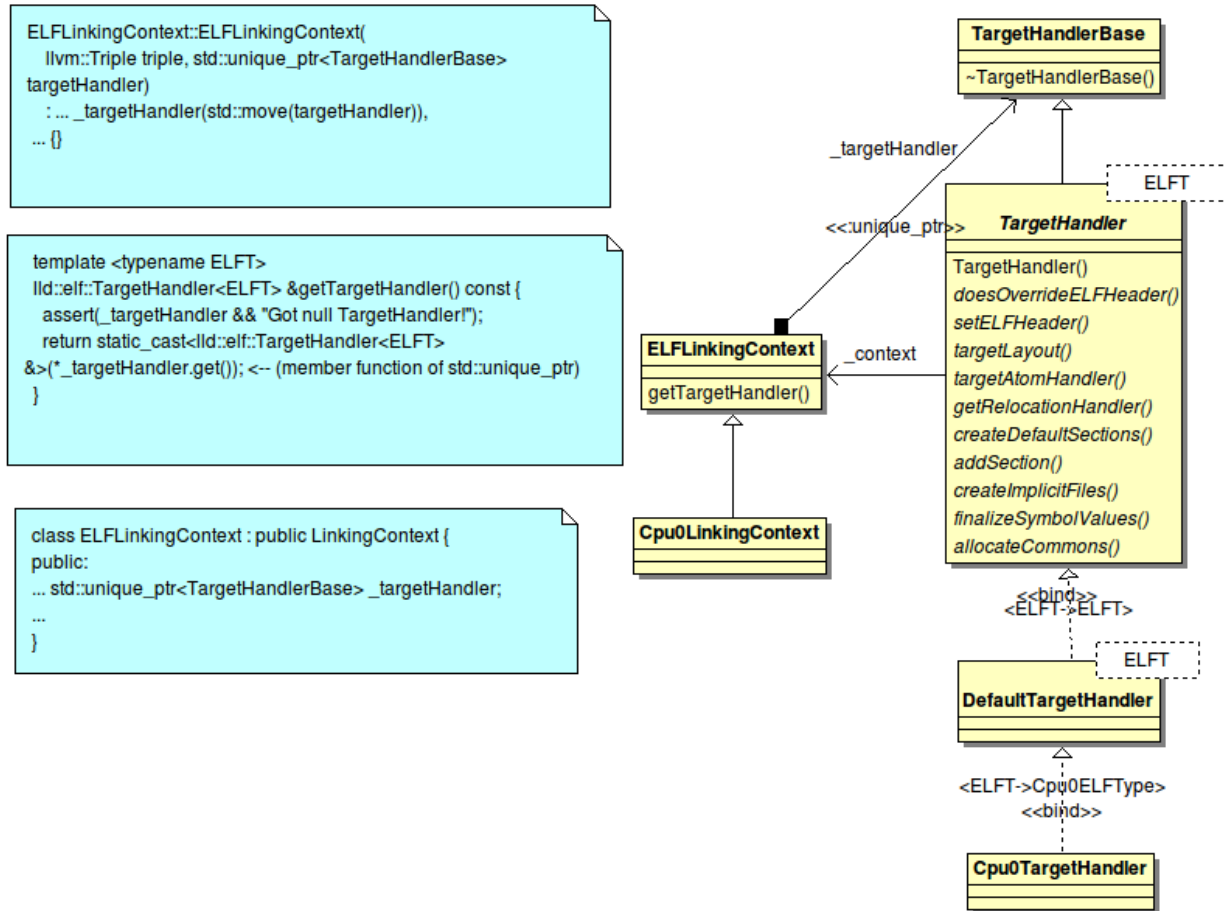 ELFLinkingContext::ELFLinkingContext(
llvm::Triple triple, std::unique_ptr<TargetHandlerBase>
targetHandler)
: ... _targetHandler(std::move(targetHandler)),
... {}
template <typename ELFT>
lld::elf::TargetHandler<ELFT> &getTargetHandler() const {
assert(_targetHandler && "Got null TargetHandler!");
return static_cast<lld::elf::TargetHandler<ELFT>
&>(*_targetHandler.get()); <-- (member function of std::unique_ptr)
}
class ELFLinkingContext : public LinkingContext {
public:
... std::unique_ptr<TargetHandlerBase> _targetHandler;
...
}
TargetHandlerBase
~TargetHandlerBase()
_targetHandler
<<:unique_ptr>>
ELFT
TargetHandler
TargetHandler()
doesOverrideELFHeader()
setELFHeader()
targetLayout()
targetAtomHandler()
getRelocationHandler()
createDefaultSections()
addSection()
createImplicitFiles()
finalizeSymbolValues()
allocateCommons()
ELFLinkingContext
getTargetHandler()
_context
Cpu0LinkingContext
<<bind>>
<ELFT->ELFT>
ELFT
DefaultTargetHandler
<ELFT->Cpu0ELFType>
<<bind>>
Cpu0TargetHandler